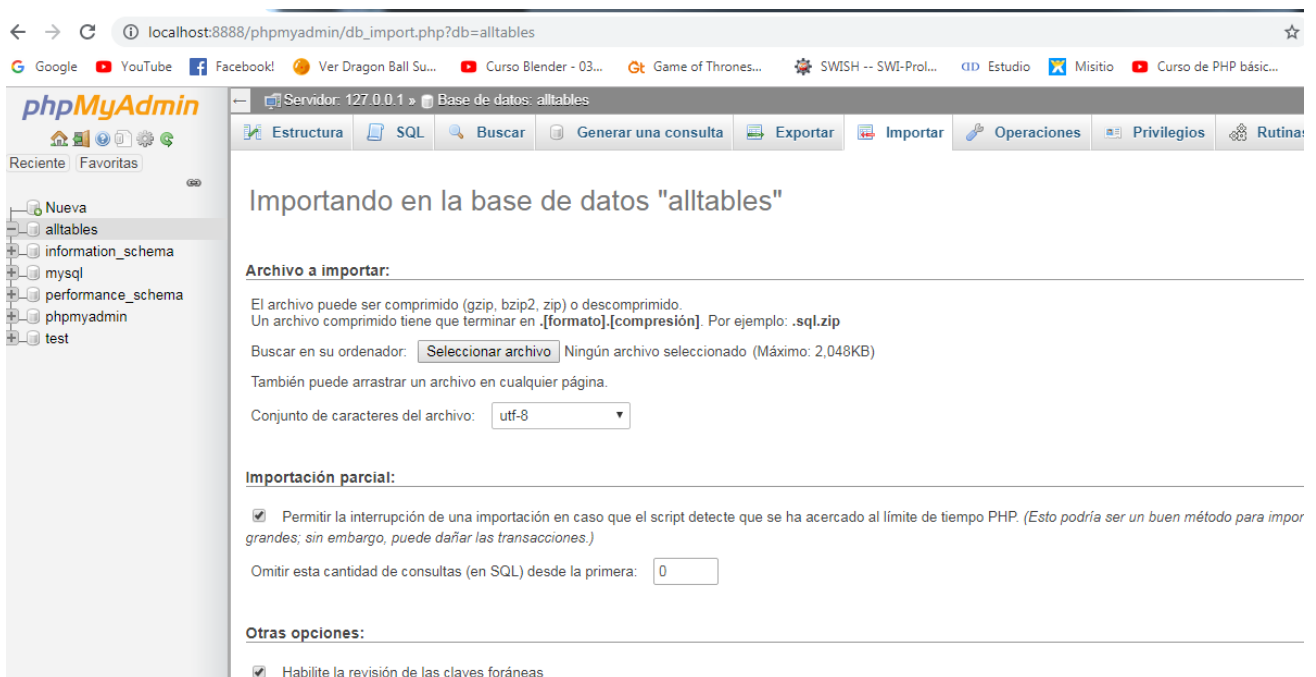 localhost:8888/phpmyadmin/db_import.php?db=alltables
Google YouTube Facebook! Ver Dragon Ball Su... Curso Blender - 03... Game of Thrones... SWISH -- SWI-Prol... Estudio Misitio Curso de PHP básic...
phpMyAdmin
Reciente Favoritas
Nueva
alltables
information_schema
mysql
performance_schema
phpmyadmin
test
Servidor: 127.0.0.1 » Base de datos: alltables
Estructura SQL Buscar Generar una consulta Exportar Importar Operaciones Privilegios Rutinas
Importando en la base de datos "alltables"
Archivo a importar:
El archivo puede ser comprimido (gzip, bzip2, zip) o descomprimido.
Un archivo comprimido tiene que terminar en .[formato].[compresión]. Por ejemplo: .sql.zip
Buscar en su ordenador: Seleccionar archivo Ningún archivo seleccionado (Máximo: 2,048KB)
También puede arrastrar un archivo en cualquier página.
Conjunto de caracteres del archivo: utf-8
Importación parcial:
Permitir la interrupción de una importación en caso que el script detecte que se ha acercado al límite de tiempo PHP. (Esto podría ser un buen método para impor
grandes; sin embargo, puede dañar las transacciones.)
Omitir esta cantidad de consultas (en SQL) desde la primera: 0
Otras opciones:
Habilite la revisión de las claves foráneas